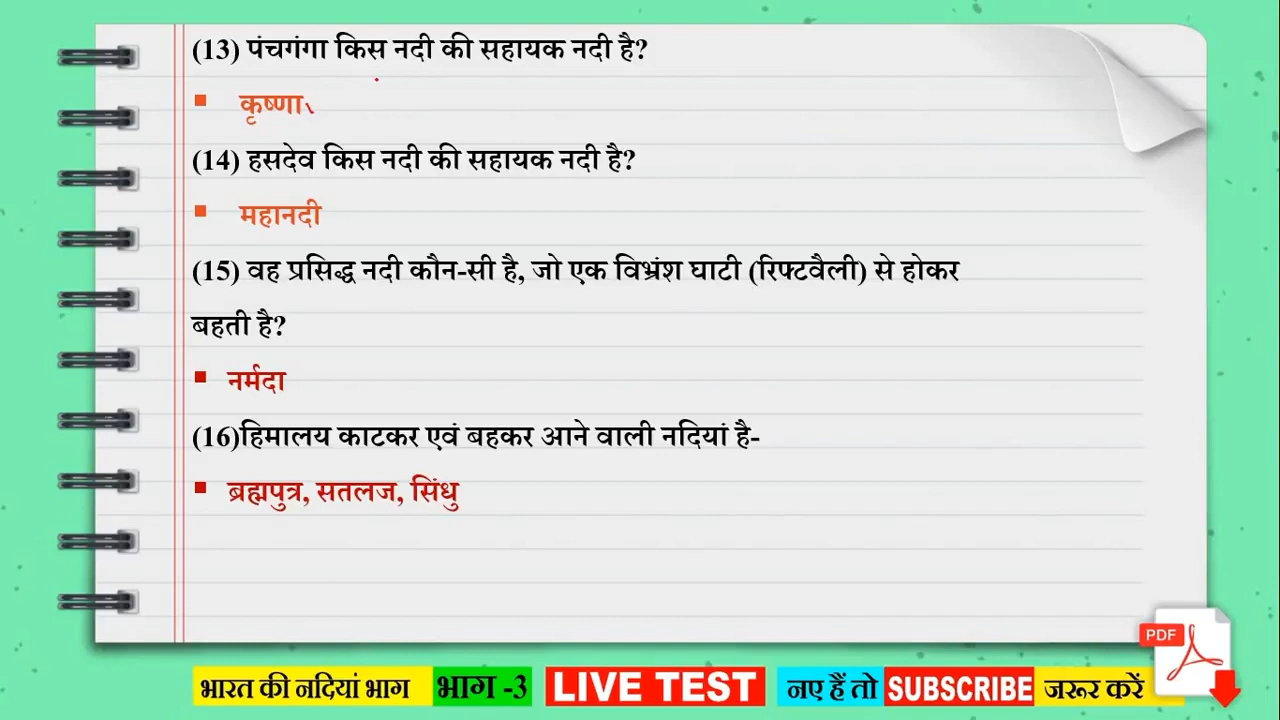 (13) पंचगंगा किस नदी की सहायक नदी है?
▪ कृष्णा
(14) हसदेव किस नदी की सहायक नदी है?
▪ महानदी
(15) वह प्रसिद्ध नदी कौन-सी है, जो एक विभ्रंश घाटी (रिफ्टवैली) से होकर
बहती है?
▪ नर्मदा
(16)हिमालय काटकर एवं बहकर आने वाली नदियां है-
▪ ब्रह्मपुत्र, सतलज, सिंधु
PDF
भारत की नदियां भाग भाग -3 LIVE TEST नए हैं तो SUBSCRIBE जरूर करें